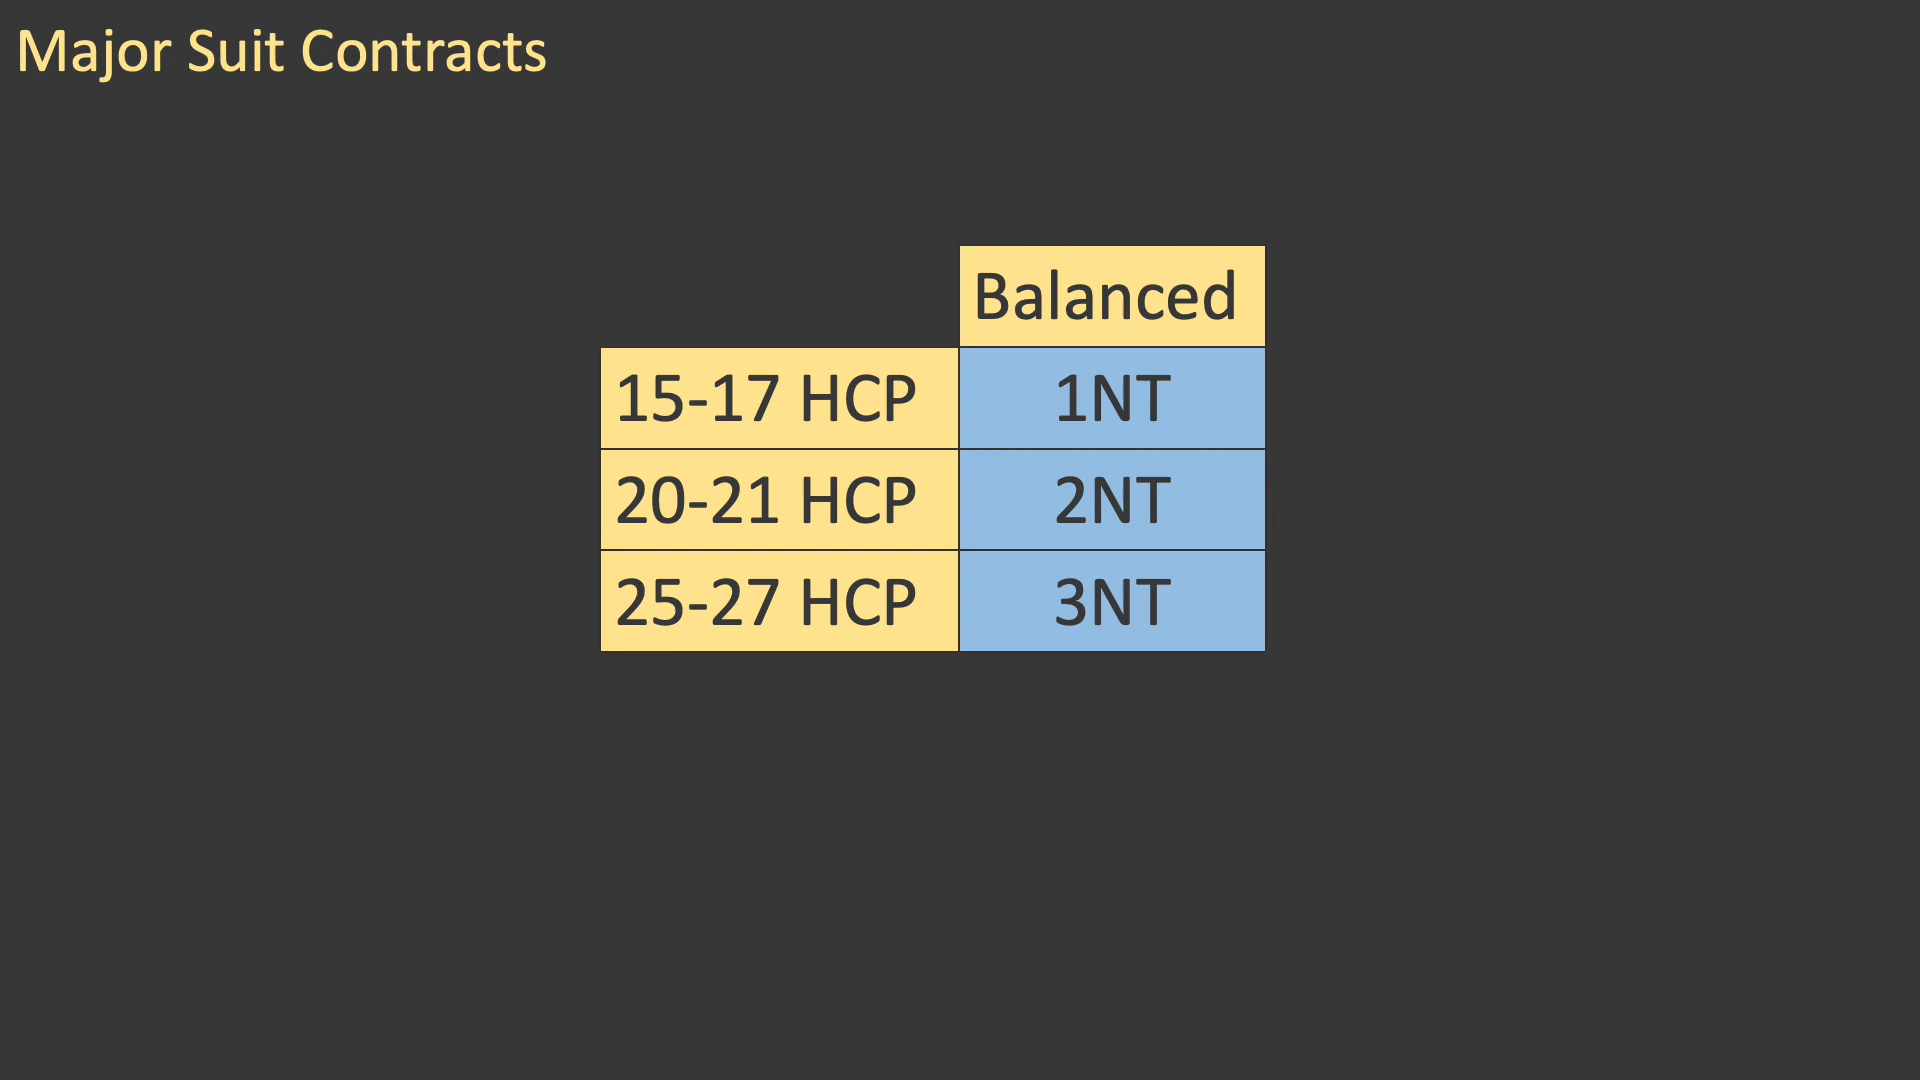 Major Suit Contracts
Balanced
15-17 HCP 1NT
20-21 HCP 2NT
25-27 HCP 3NT